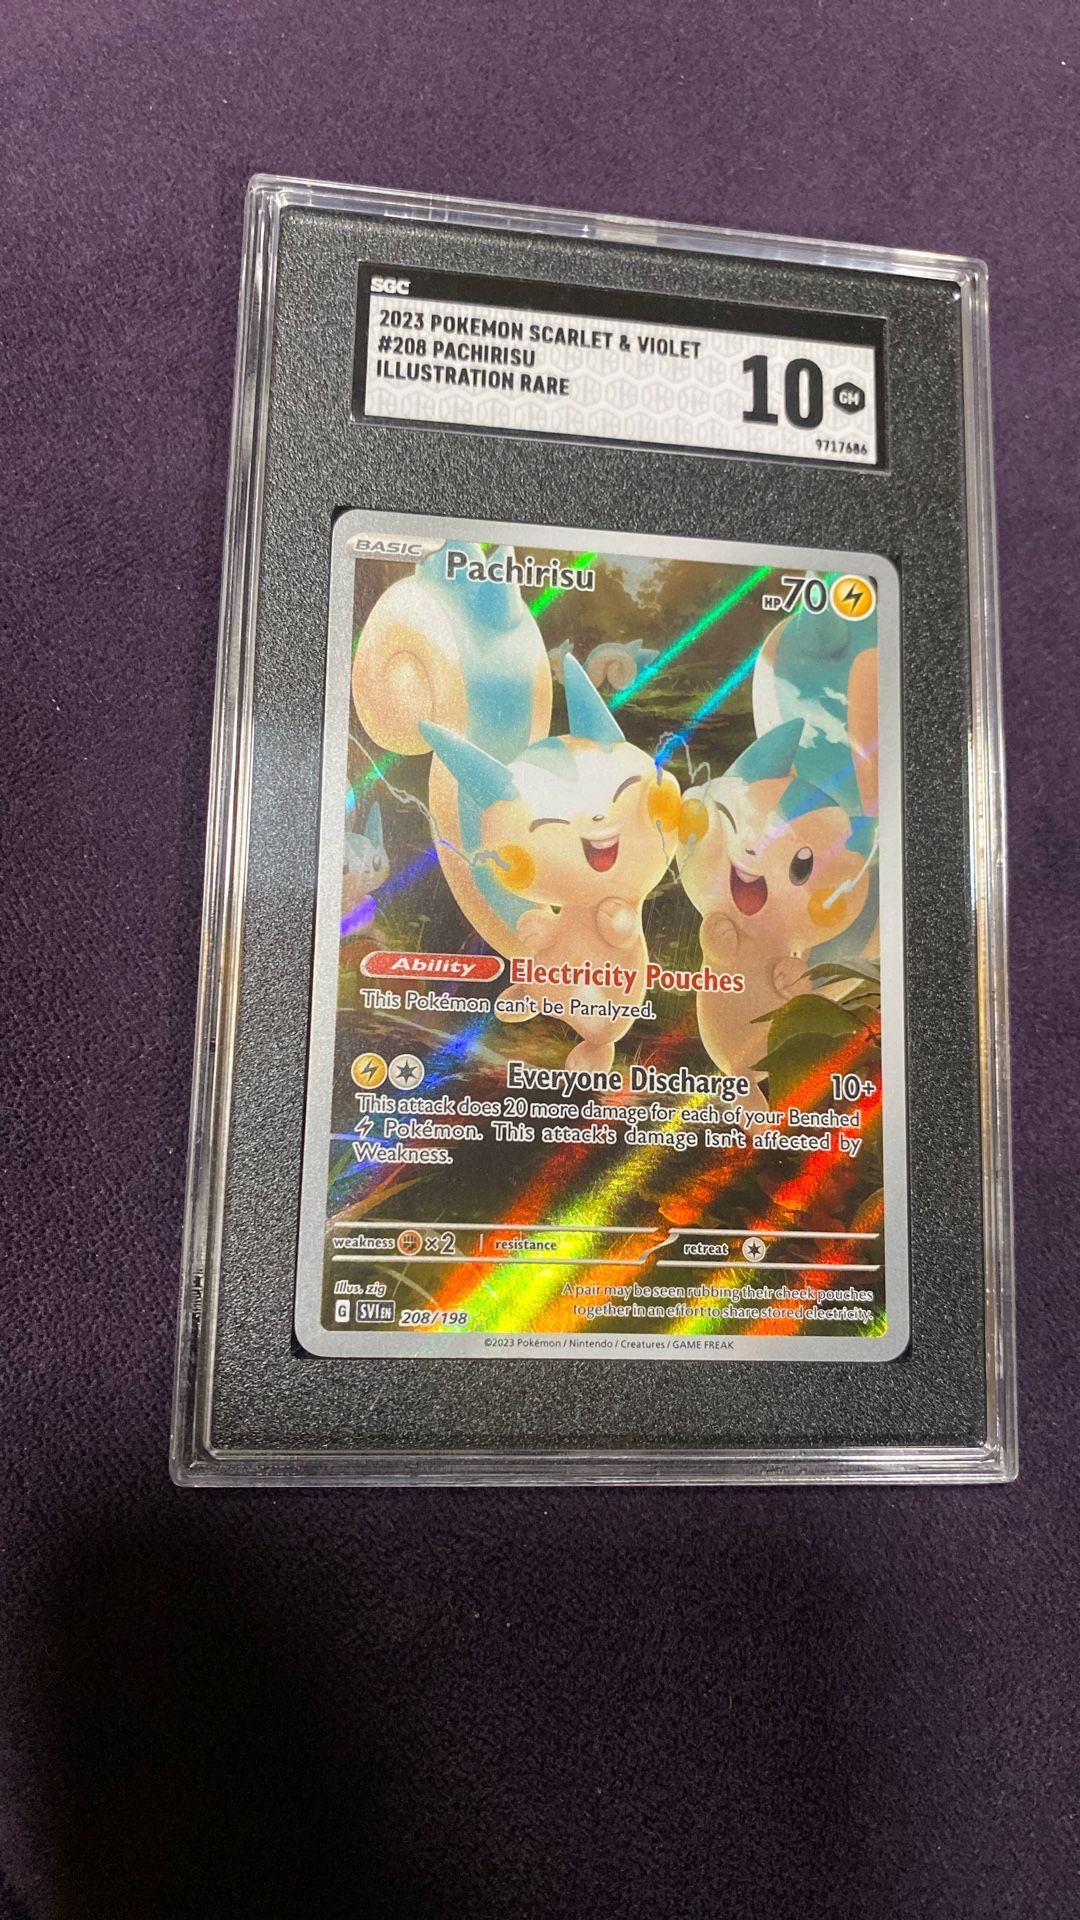 SGC
2023 POKEMON SCARLET & VIOLET
#208 PACHIRISU
ILLUSTRATION RARE
10 GM
9717686
BASIC Pachirisu HP 70
Ability Electricity Pouches
This Pokémon can't be Paralyzed.
Everyone Discharge 10+
This attack does 20 more damage for each of your Benched
Pokémon. This attack's damage isn't affected by
Weakness.
weakness ×2 resistance retreat
Illus. zig
A pair may be seen rubbing their cheek pouches
together in an effort to share stored electricity.
G SVI EN 208/198
©2023 Pokémon / Nintendo / Creatures / GAME FREAK